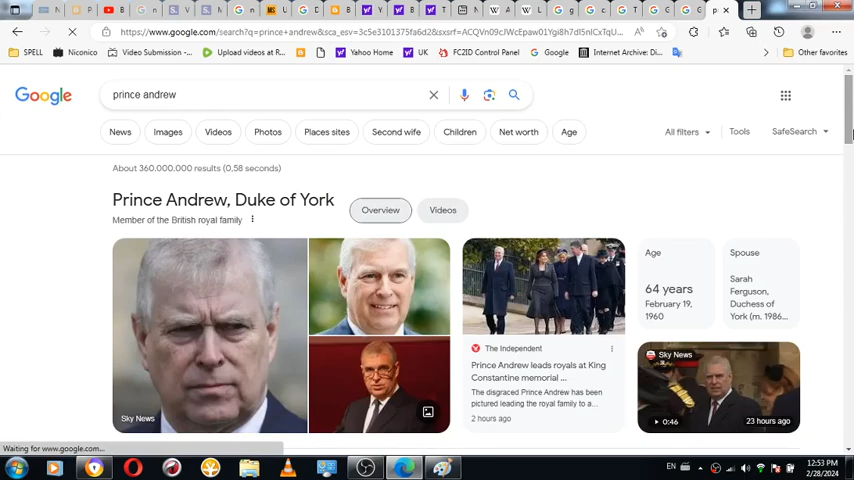 https://www.google.com/search?q=prince+andrew&sca_esv=3c5e3101375fa6d2&sxsrf=ACQVn09cJWcEpaw01Ygi8h7dI5nlCxTqU...
SPELL Niconico Video Submission -... Upload videos at R... Yahoo Home UK FC2ID Control Panel Google Internet Archive: Di... Other favorites
Google
prince andrew
News Images Videos Photos Places sites Second wife Children Net worth Age All filters Tools SafeSearch
About 360.000.000 results (0,58 seconds)
Prince Andrew, Duke of York
Overview Videos
Member of the British royal family
Age
64 years
February 19,
1960
Spouse
Sarah
Ferguson,
Duchess of
York (m. 1986...
Sky News
The Independent
Prince Andrew leads royals at King
Constantine memorial ...
The disgraced Prince Andrew has been
pictured leading the royal family to a...
2 hours ago
Sky News
0:46
23 hours ago
Waiting for www.google.com...
EN
12:53 PM
2/28/2024